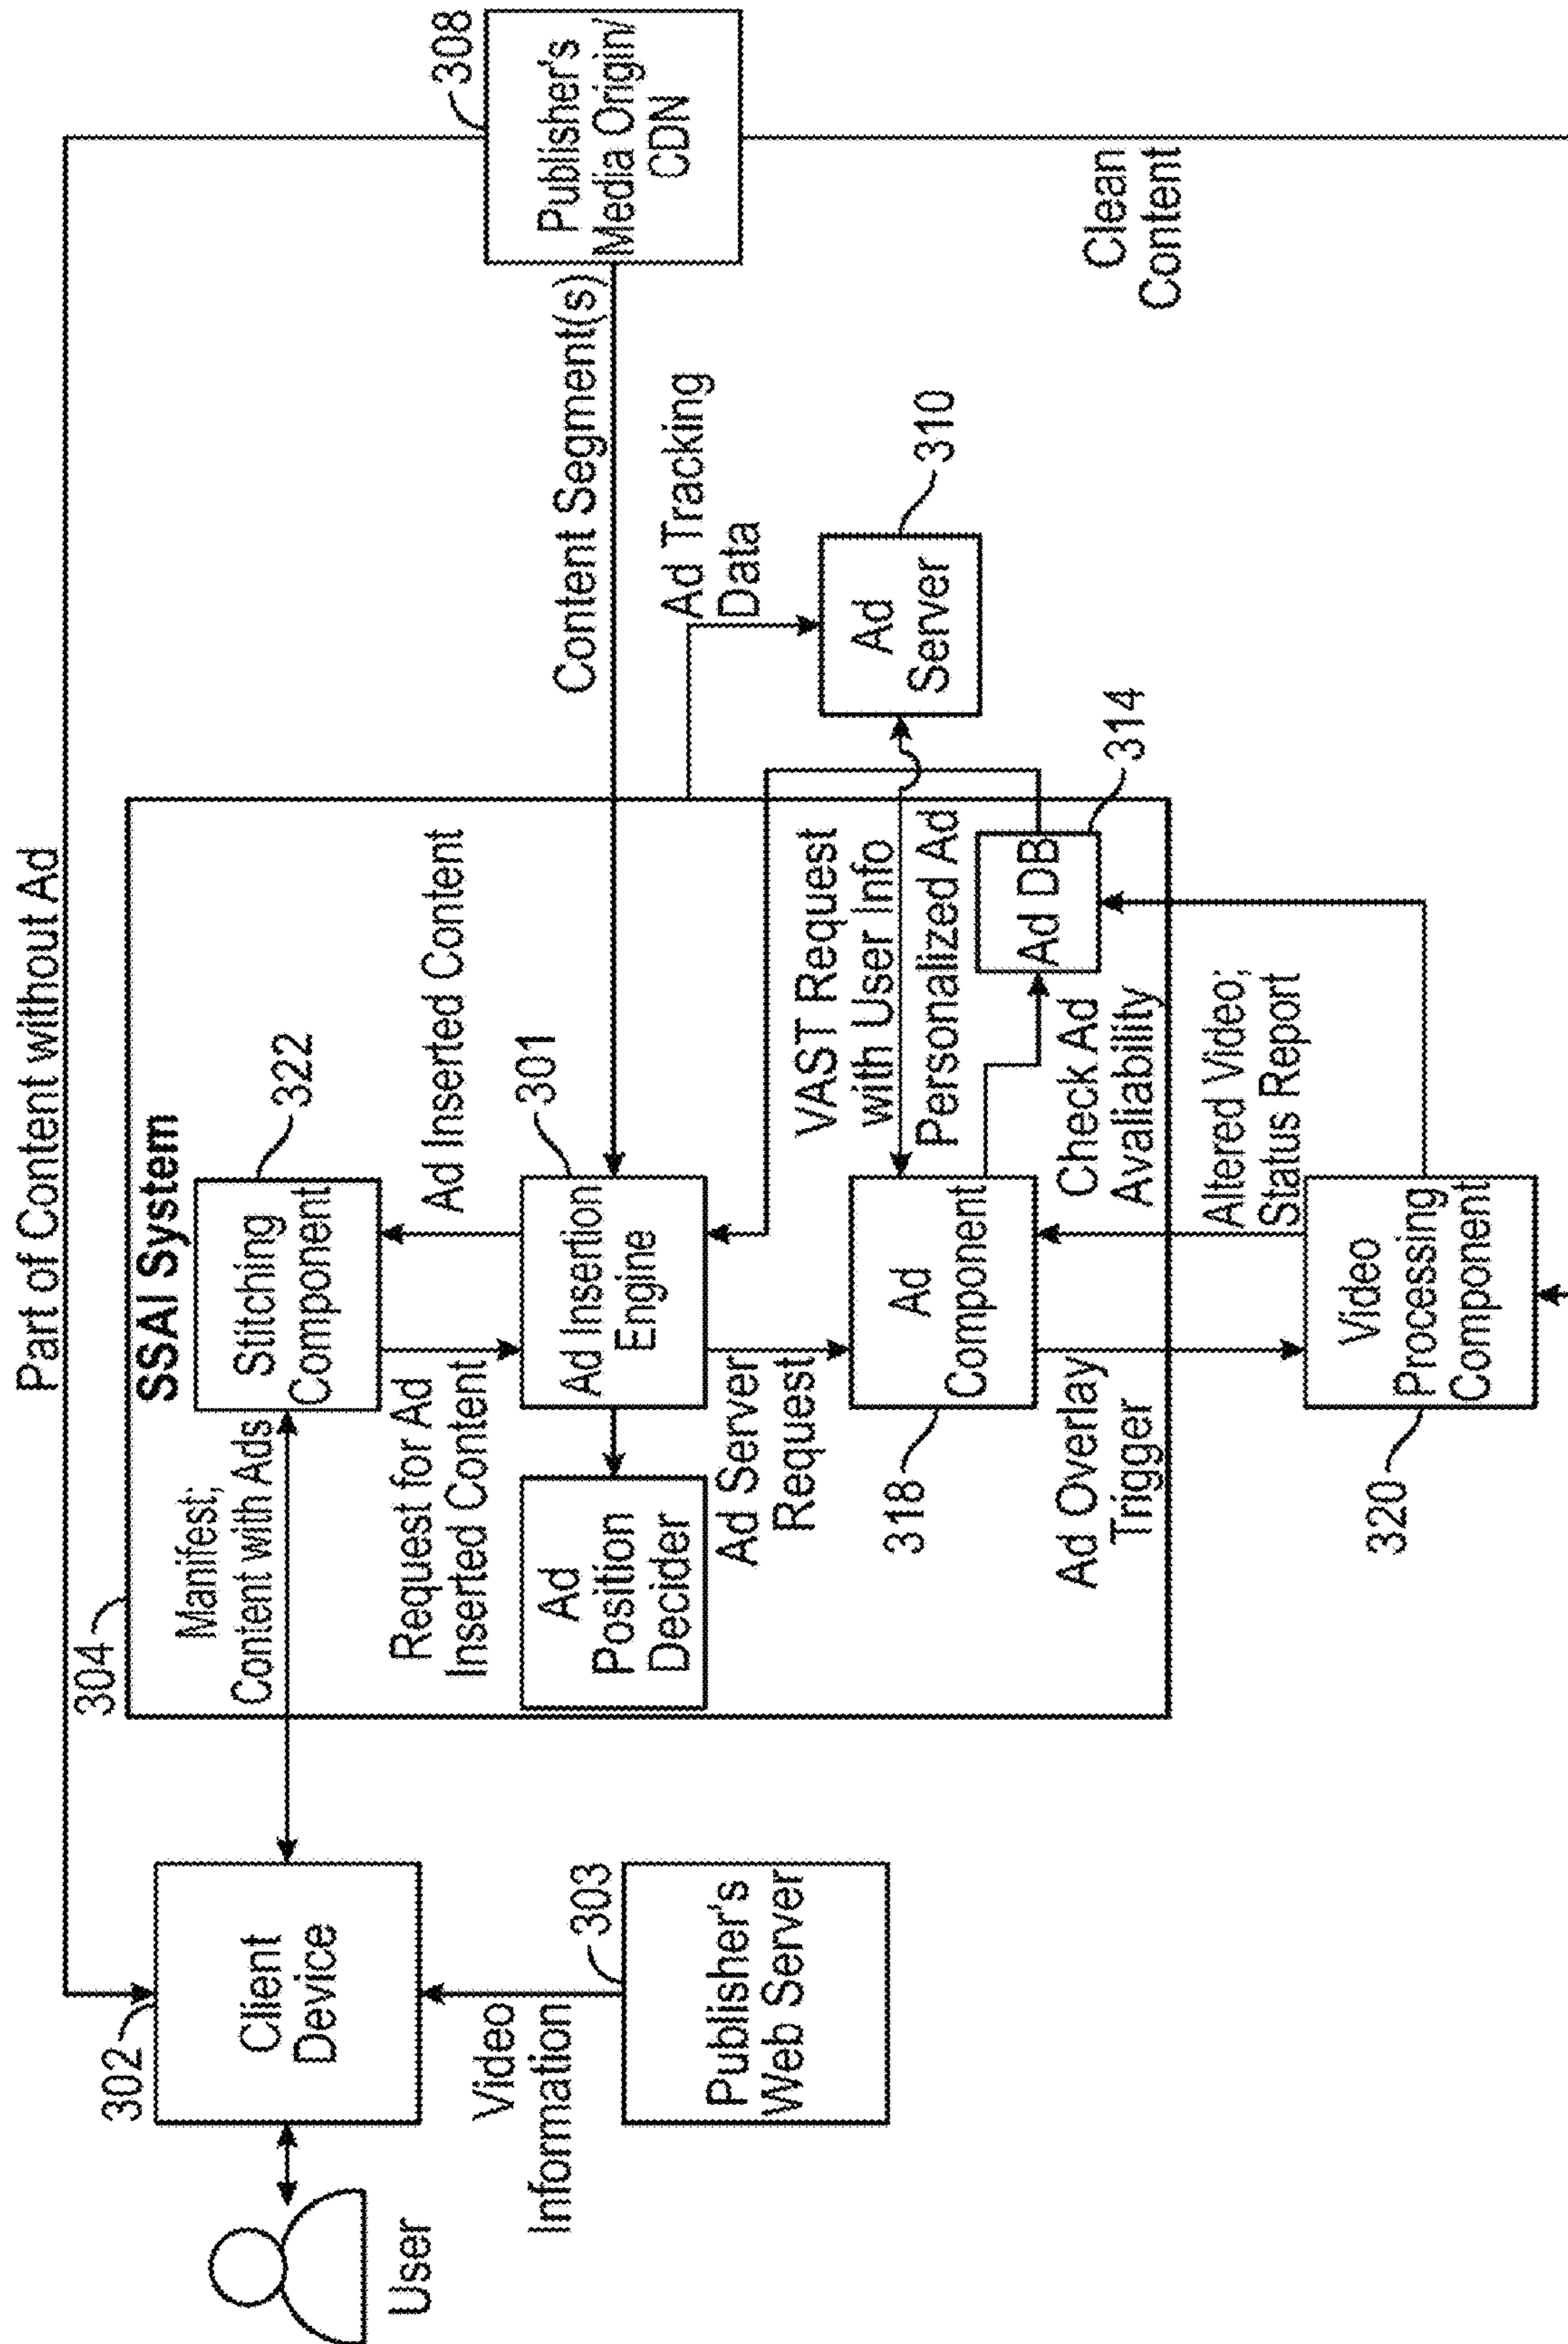 Part of Content without Ad
308
Publisher's
Media Origin/
CDN
304
SSAI System
302
Client
Device
User
Manifest;
Content with Ads
322
Stitching
Component
Request for Ad
Inserted Content
Ad Inserted Content
301
Ad Insertion
Engine
Content Segment(s)
Video
Information
303
Publisher's
Web Server
Ad
Position
Decider
Ad Server
Request
VAST Request
with User Info
Personalized Ad
Ad Tracking
Data
Ad
Server
310
318
Ad
Component
Ad DB
314
Check Ad
Avaliability
Ad Overlay
Trigger
Altered Video;
Status Report
320
Video
Processing
Component
Clean
Content